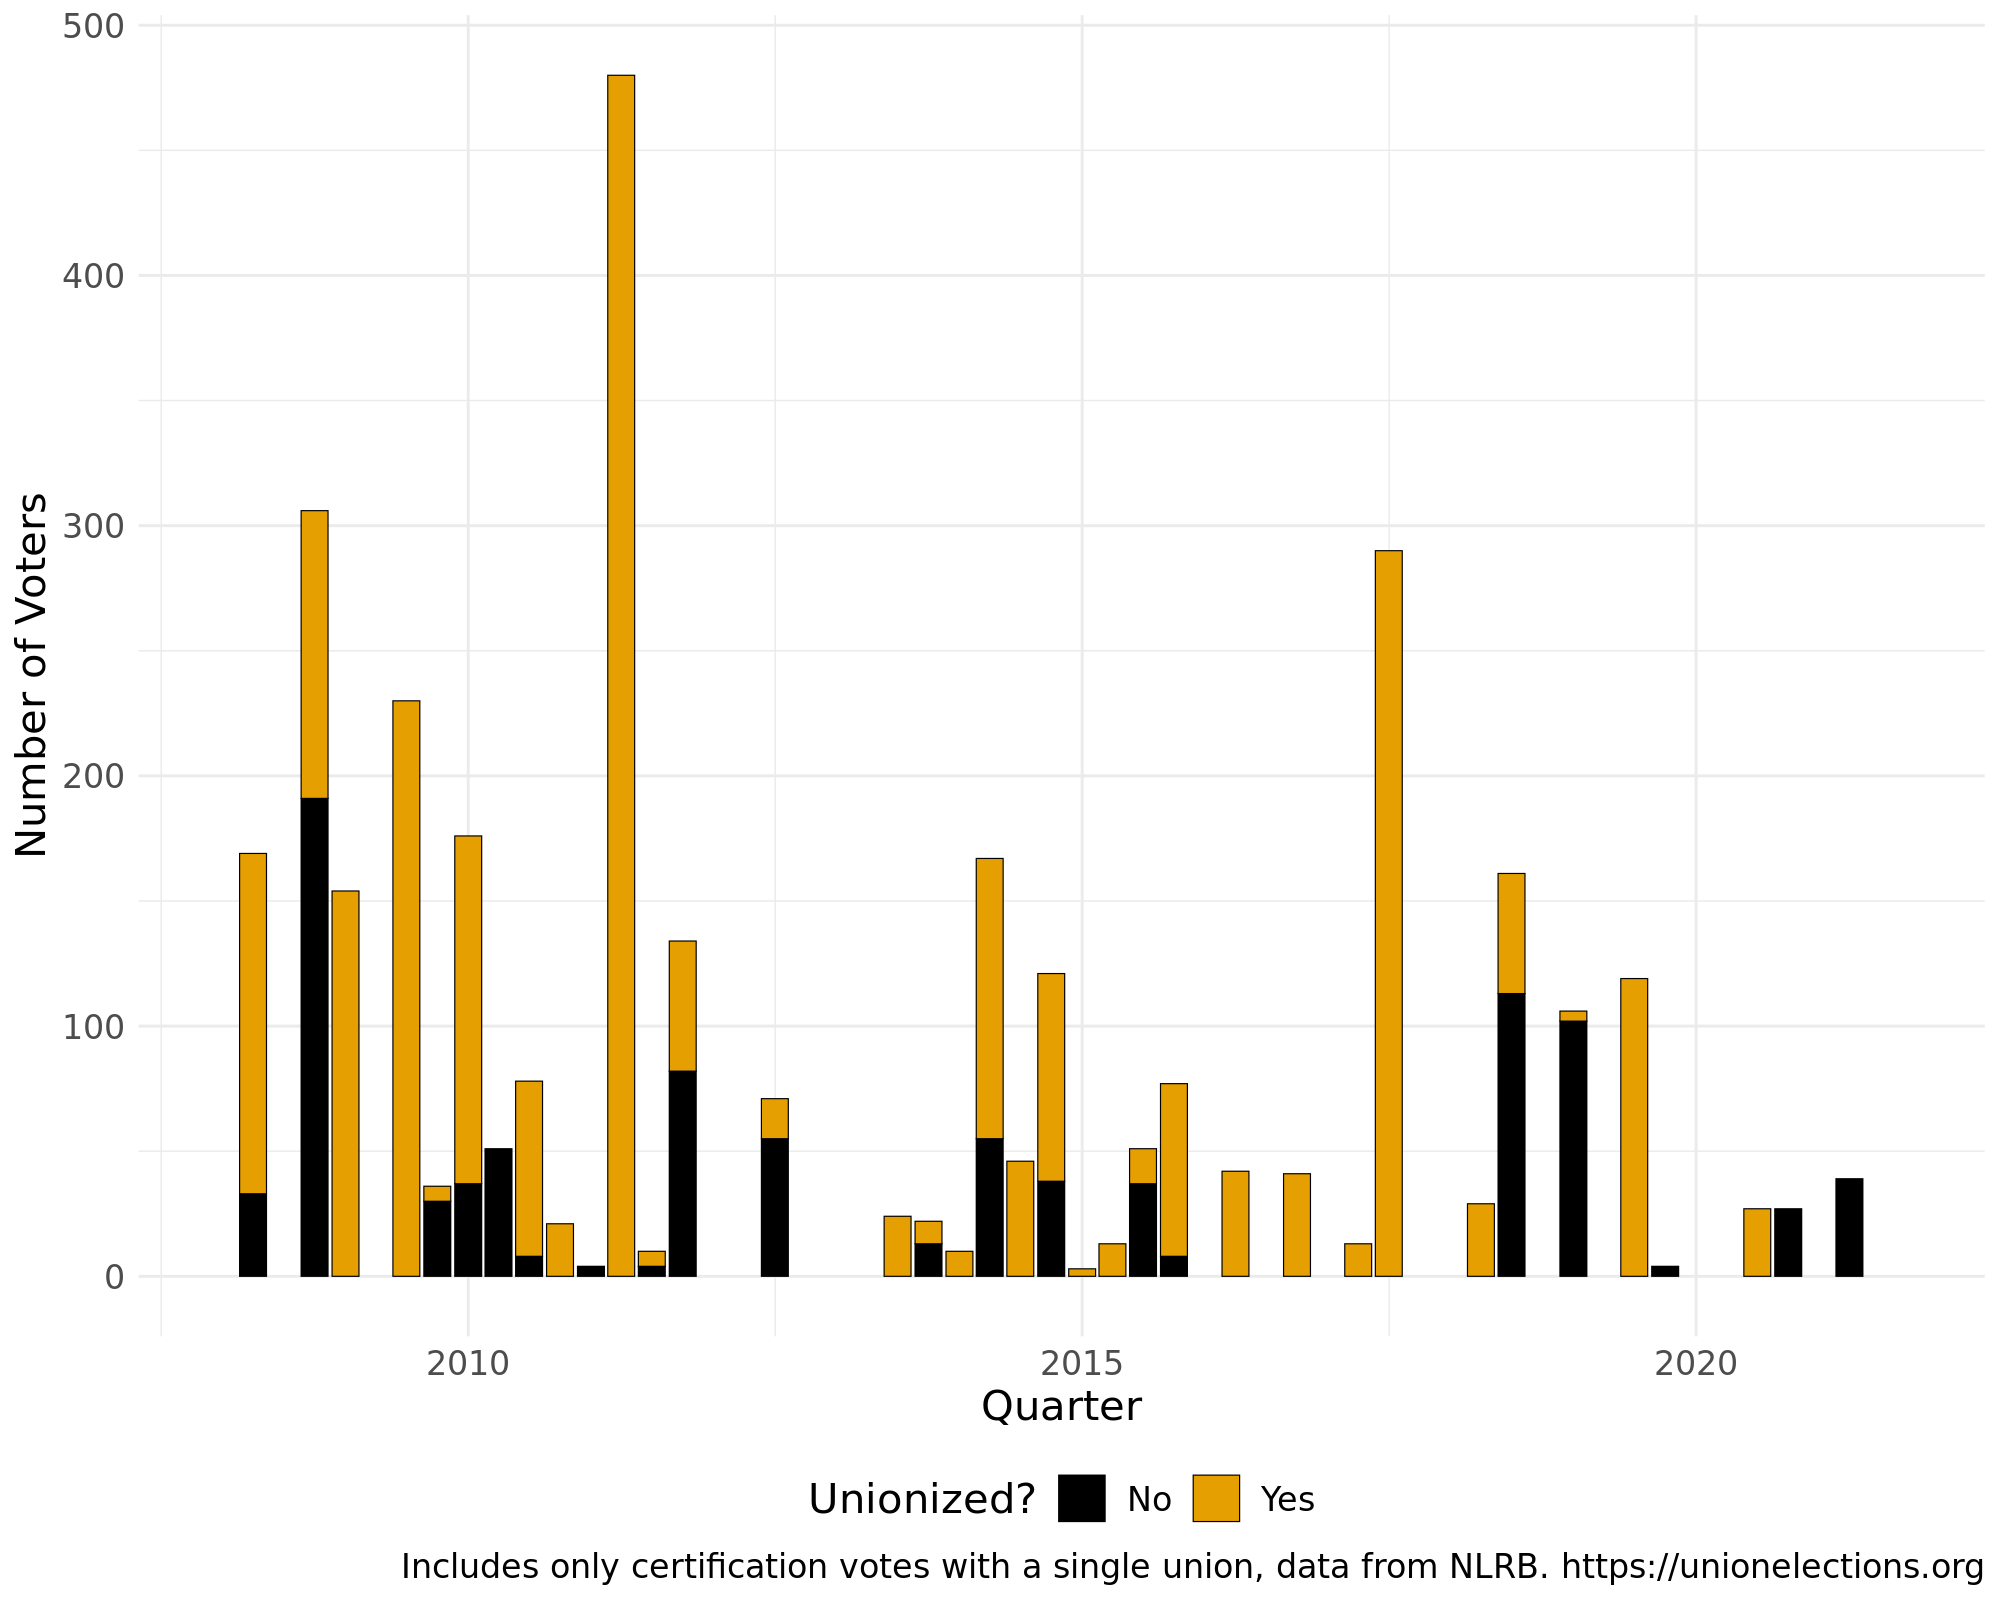 500
400
300
200
100
0
Number of Voters
2010 2015 2020
Quarter
Unionized? No Yes
Includes only certification votes with a single union, data from NLRB. https://unionelections.org